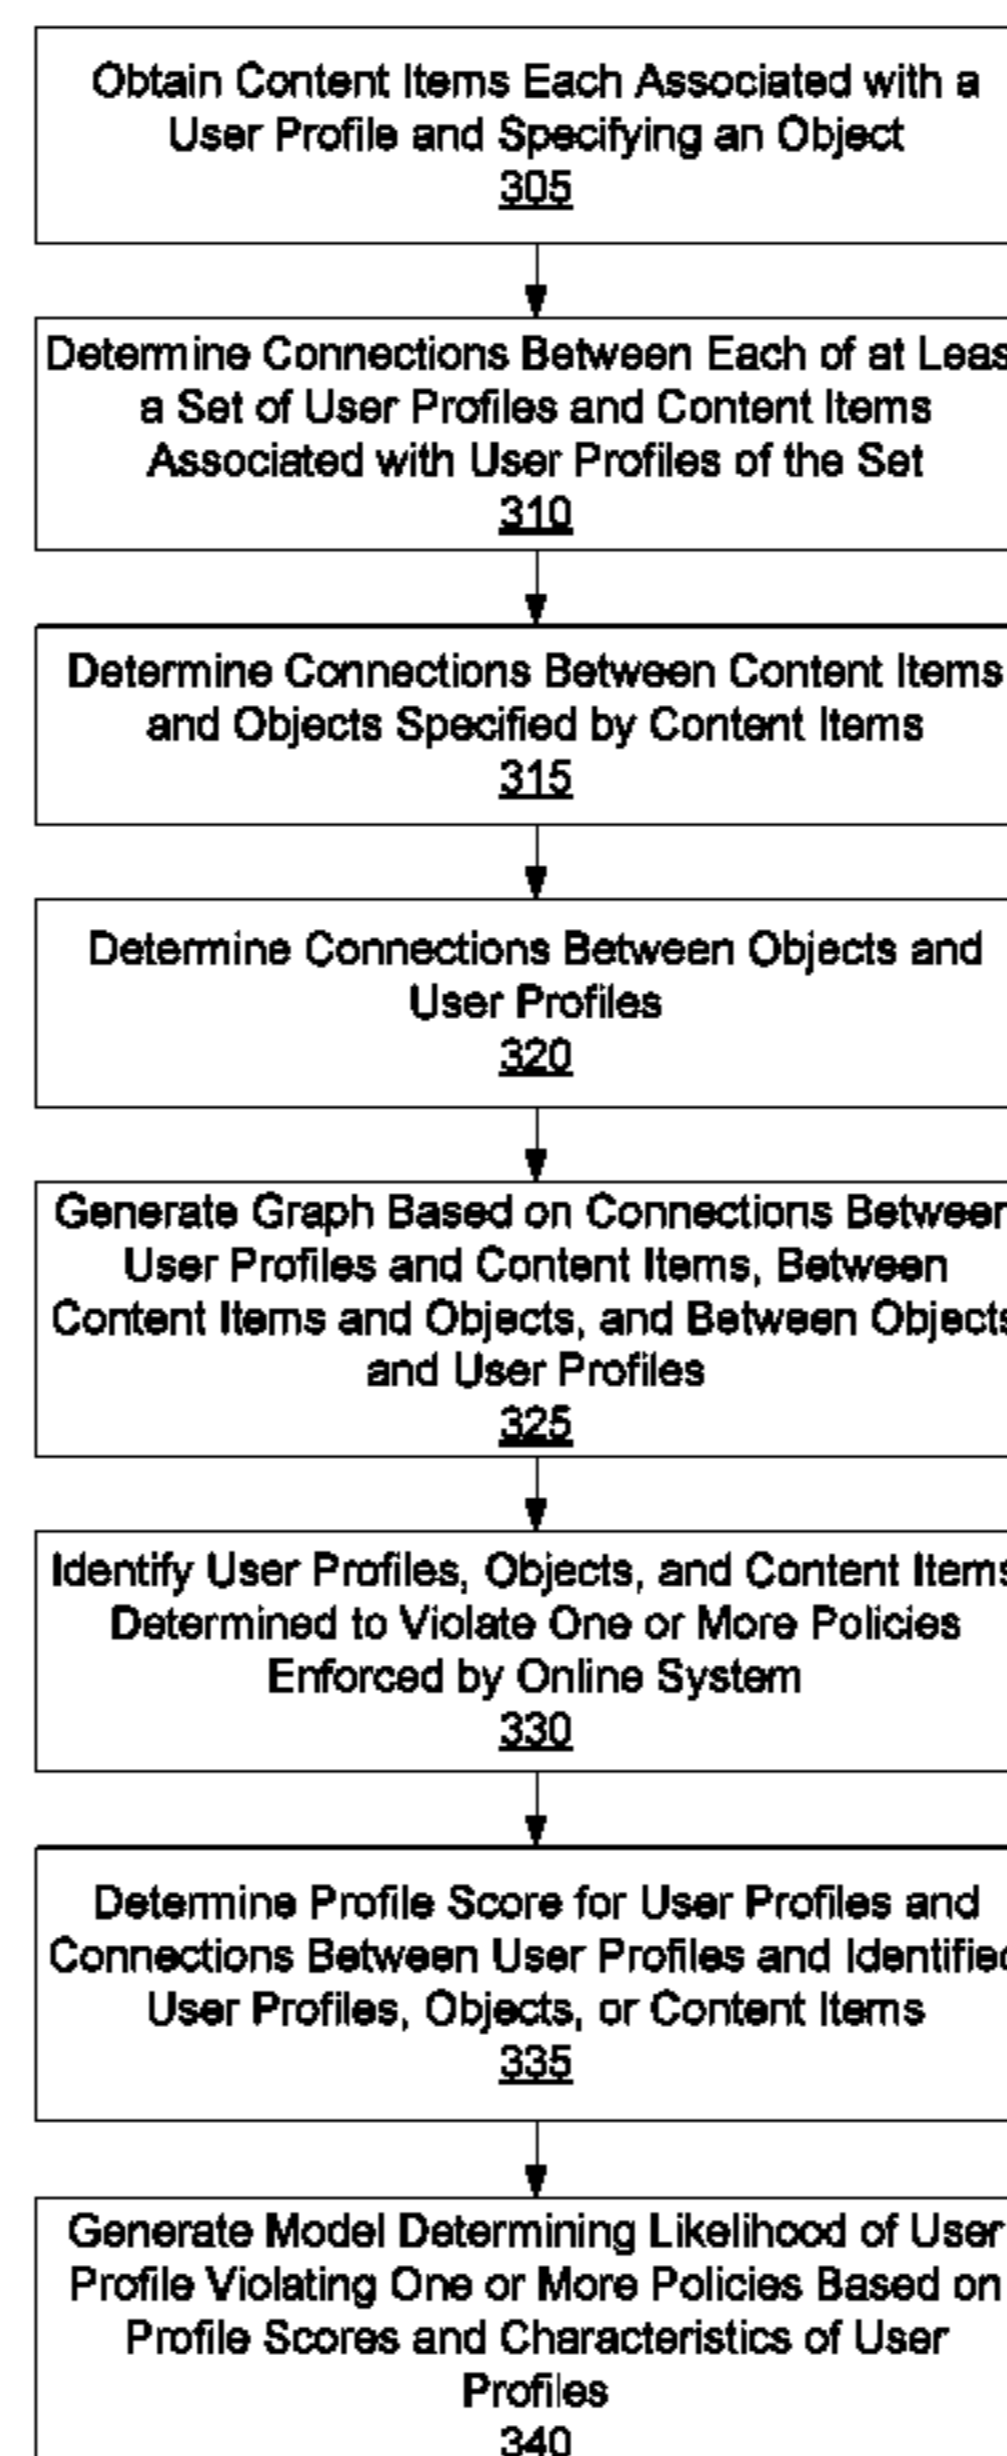 Obtain Content Items Each Associated with a
User Profile and Specifying an Object
305
Determine Connections Between Each of at Leas
a Set of User Profiles and Content Items
Associated with User Profiles of the Set
310
Determine Connections Between Content Items
and Objects Specified by Content Items
315
Determine Connections Between Objects and
User Profiles
320
Generate Graph Based on Connections Between
User Profiles and Content Items, Between
Content Items and Objects, and Between Objects
and User Profiles
325
Identify User Profiles, Objects, and Content Items
Determined to Violate One or More Policies
Enforced by Online System
330
Determine Profile Score for User Profiles and
Connections Between User Profiles and Identified
User Profiles, Objects, or Content Items
335
Generate Model Determining Likelihood of User
Profile Violating One or More Policies Based on
Profile Scores and Characteristics of User
Profiles
340